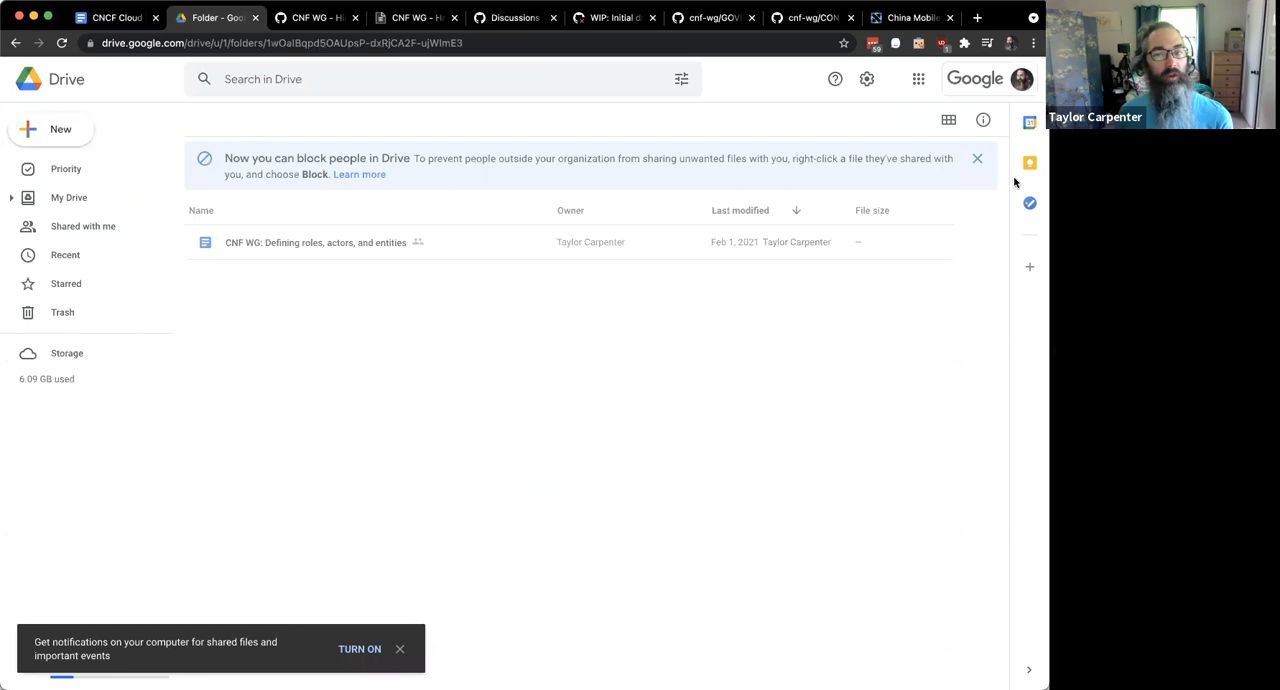 CNCF Cloud
Folder - Goo
CNF WG - Hi
CNF WG - Ha
Discussions
WIP: Initial d
cnf-wg/GOV
cnf-wg/CON
China Mobile
drive.google.com/drive/u/1/folders/1wOalBqpd5OAUpsP-dxRjCA2F-ujWlmE3
59
1
Drive
Search in Drive
Google
Taylor Carpenter
New
31
Now you can block people in Drive To prevent people outside your organization from sharing unwanted files with you, right-click a file they've shared with
you, and choose Block. Learn more
Priority
My Drive
Shared with me
Recent
Starred
Trash
Storage
6.09 GB used
Name Owner Last modified File size
CNF WG: Defining roles, actors, and entities Taylor Carpenter Feb 1, 2021 Taylor Carpenter –
Get notifications on your computer for shared files and
important events
TURN ON